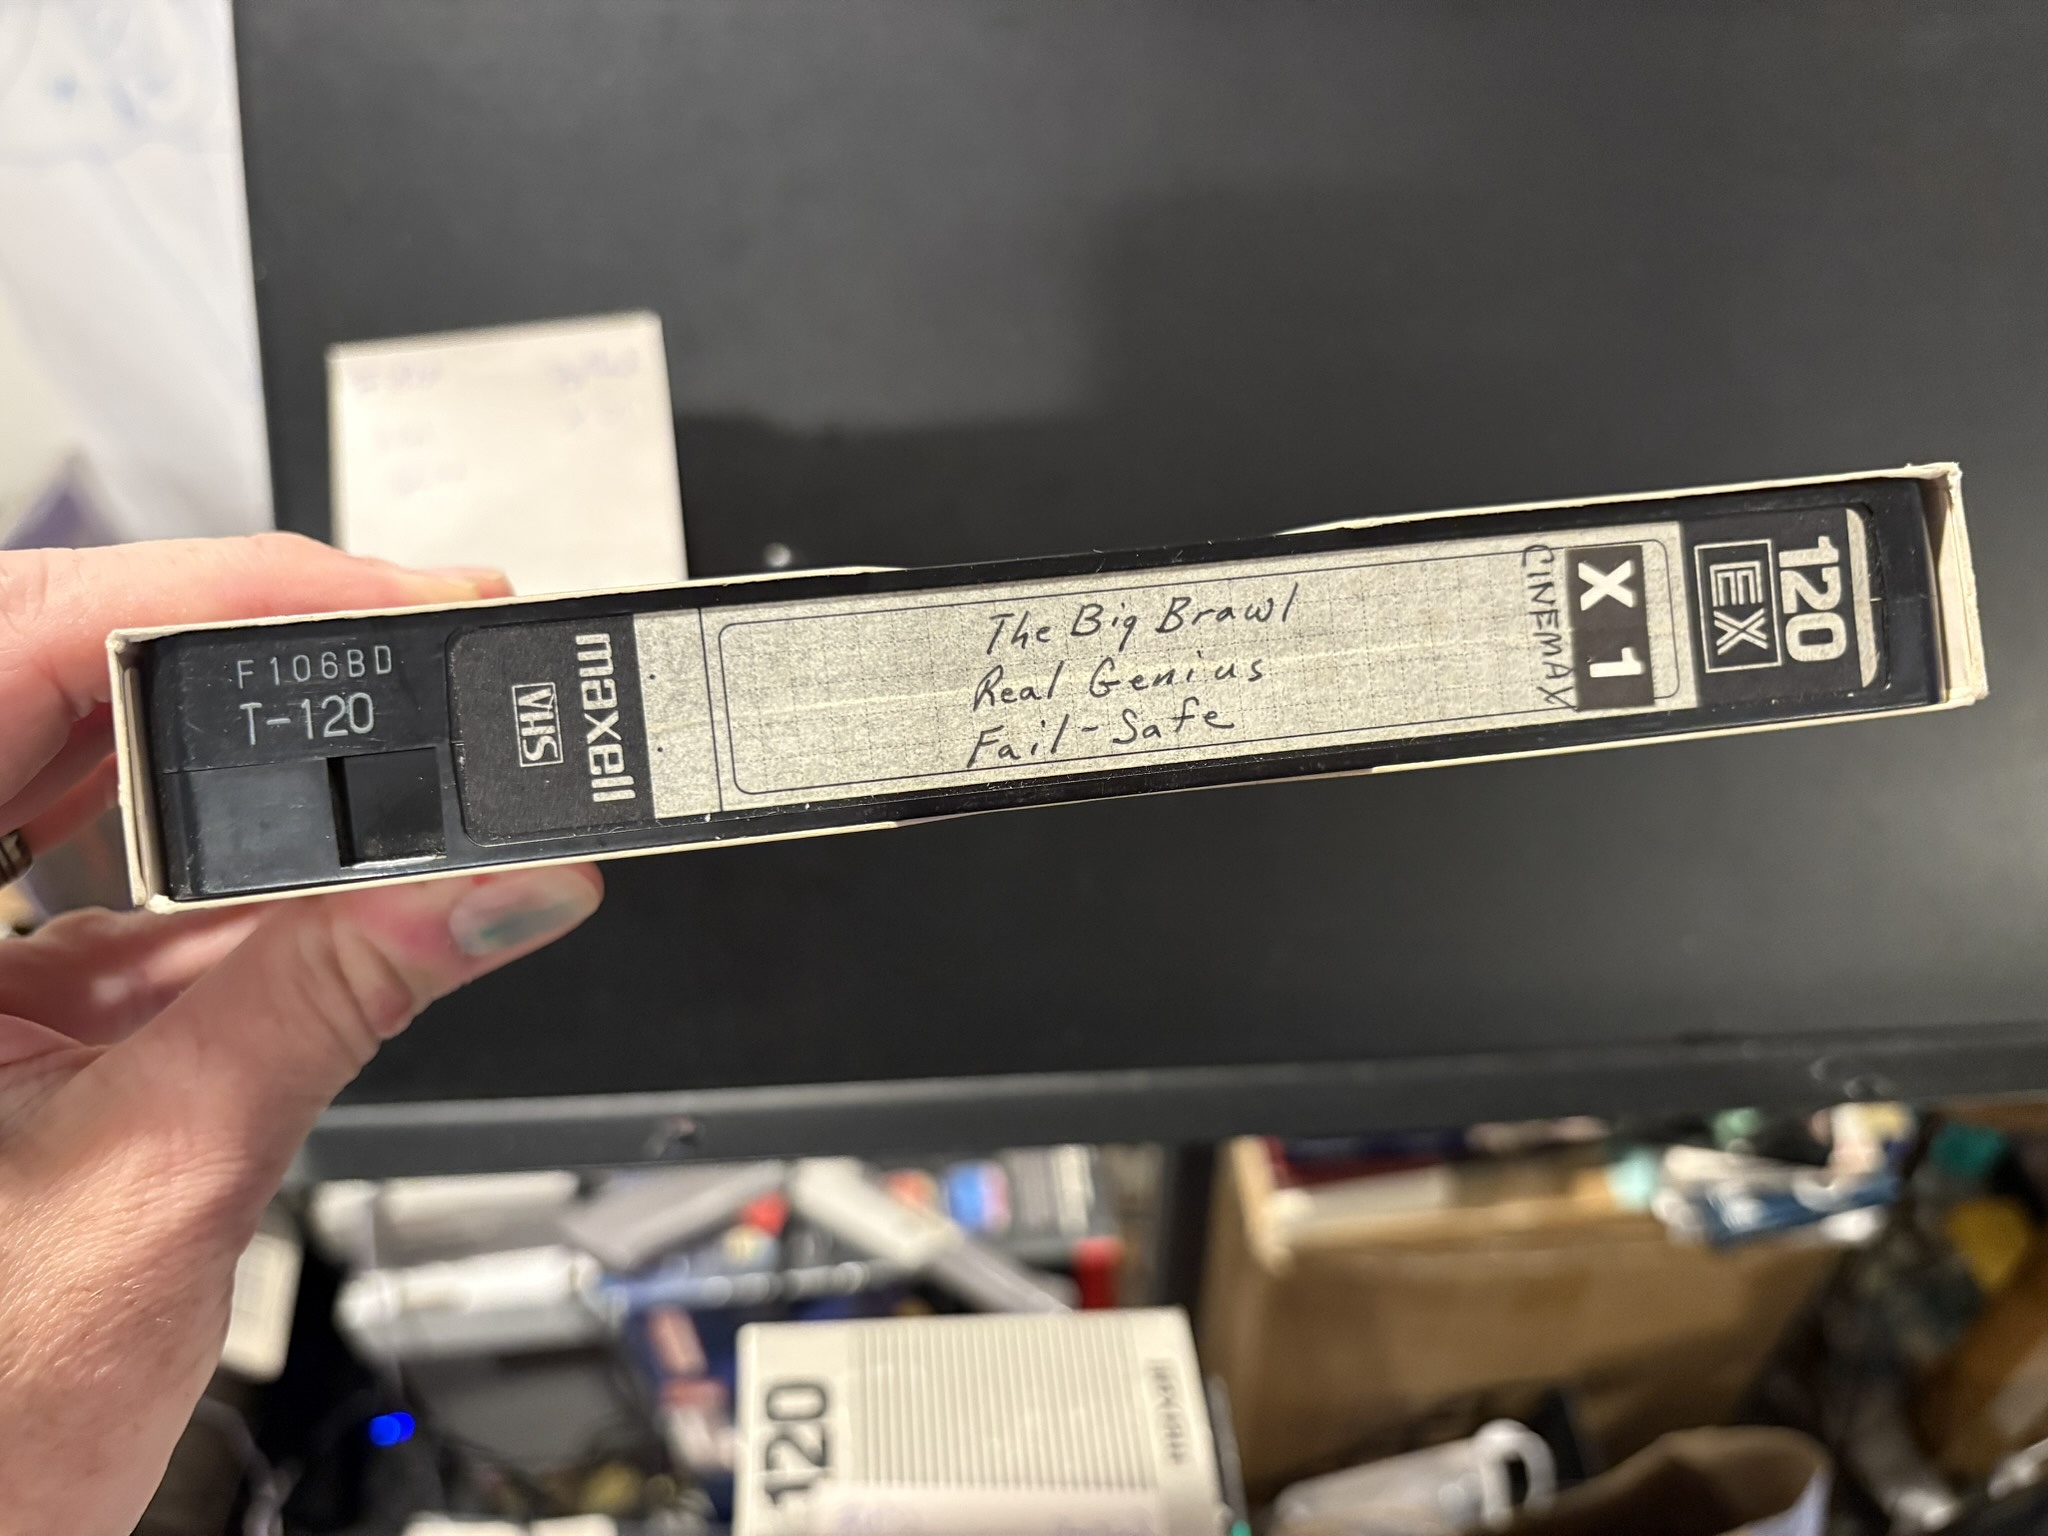 F106BD
T-120
maxell
VHS
The Big Brawl
Real Genius
Fail-Safe
CINEMAX
X 1
EX
120
120